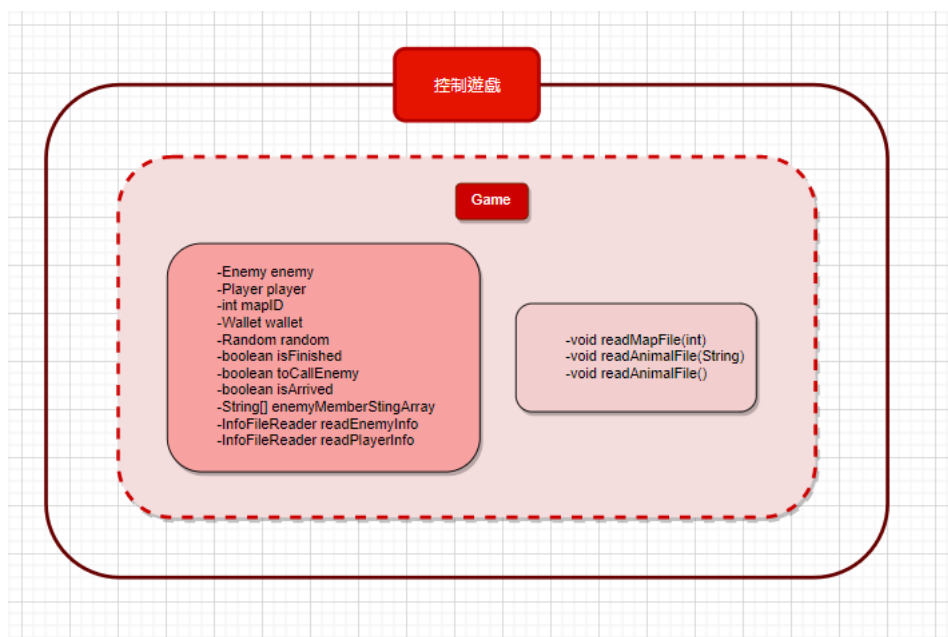 控制遊戲
Game
-Enemy enemy
-Player player
-int mapID
-Wallet wallet
-Random random
-boolean isFinished
-boolean toCallEnemy
-boolean isArrived
-String[] enemyMemberStingArray
-InfoFileReader readEnemyInfo
-InfoFileReader readPlayerInfo
-void readMapFile(int)
-void readAnimalFile(String)
-void readAnimalFile()